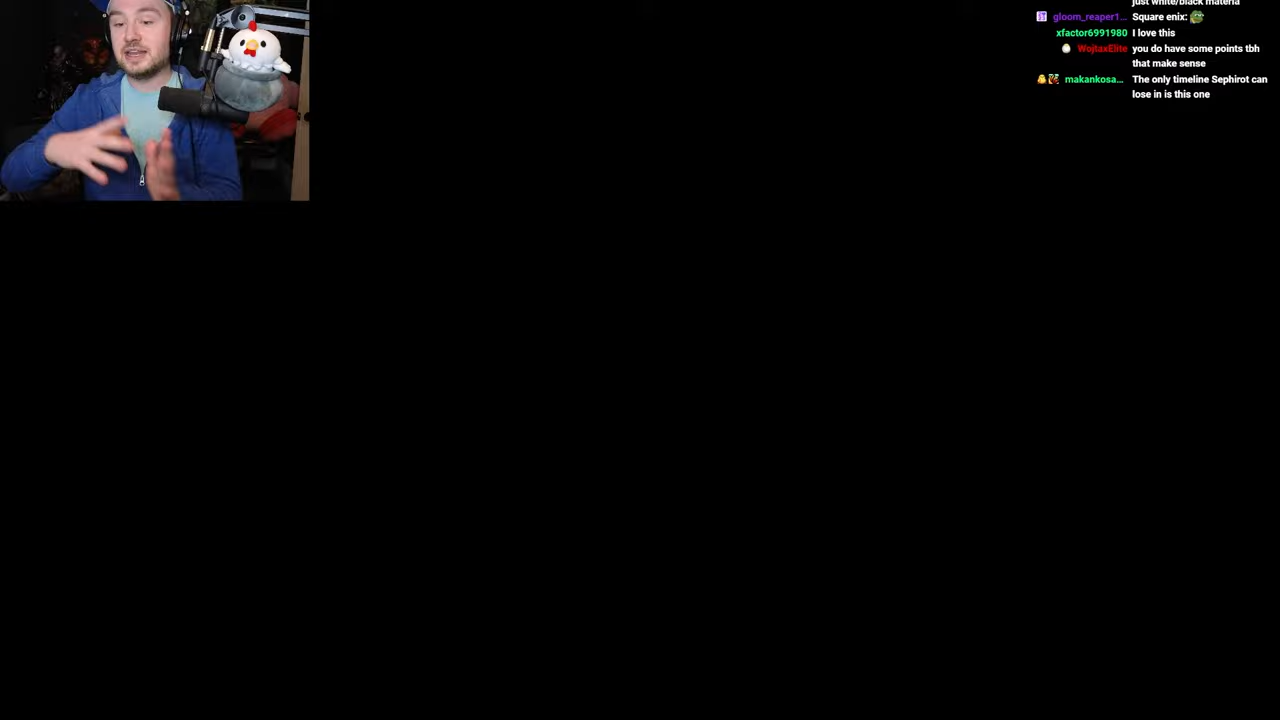 just white/black materia
gloom_reaper1... Square enix:
xfactor6991980 I love this
WojtaxElite you do have some points tbh
that make sense
makankosa... The only timeline Sephirot can
lose in is this one